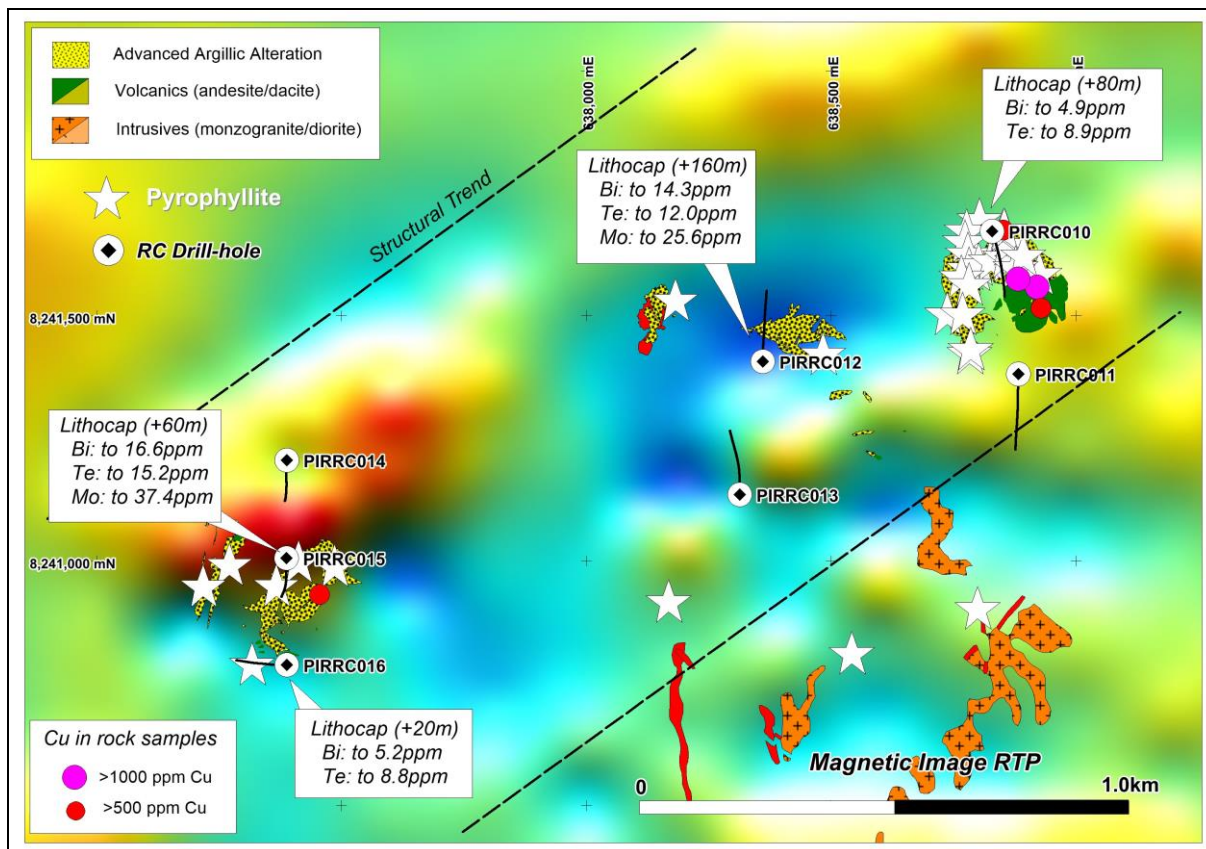 Advanced Argillic Alteration
Volcanics (andesite/dacite)
Intrusives (monzogranite/diorite)
Pyrophyllite
RC Drill-hole
Structural Trend
638,000 mE
638,500 mE
mE
Lithocap (+80m)
Bi: to 4.9ppm
Te: to 8.9ppm
Lithocap (+160m)
Bi: to 14.3ppm
Te: to 12.0ppm
Mo: to 25.6ppm
PIRRC010
8,241,500 mN
PIRRC012
PIRRC011
Lithocap (+60m)
Bi: to 16.6ppm
Te: to 15.2ppm
Mo: to 37.4ppm
PIRRC014
PIRRC013
8,241,000 mN
PIRRC015
PIRRC016
Lithocap (+20m)
Bi: to 5.2ppm
Te: to 8.8ppm
Cu in rock samples
>1000 ppm Cu
>500 ppm Cu
Magnetic Image RTP
0
1.0km